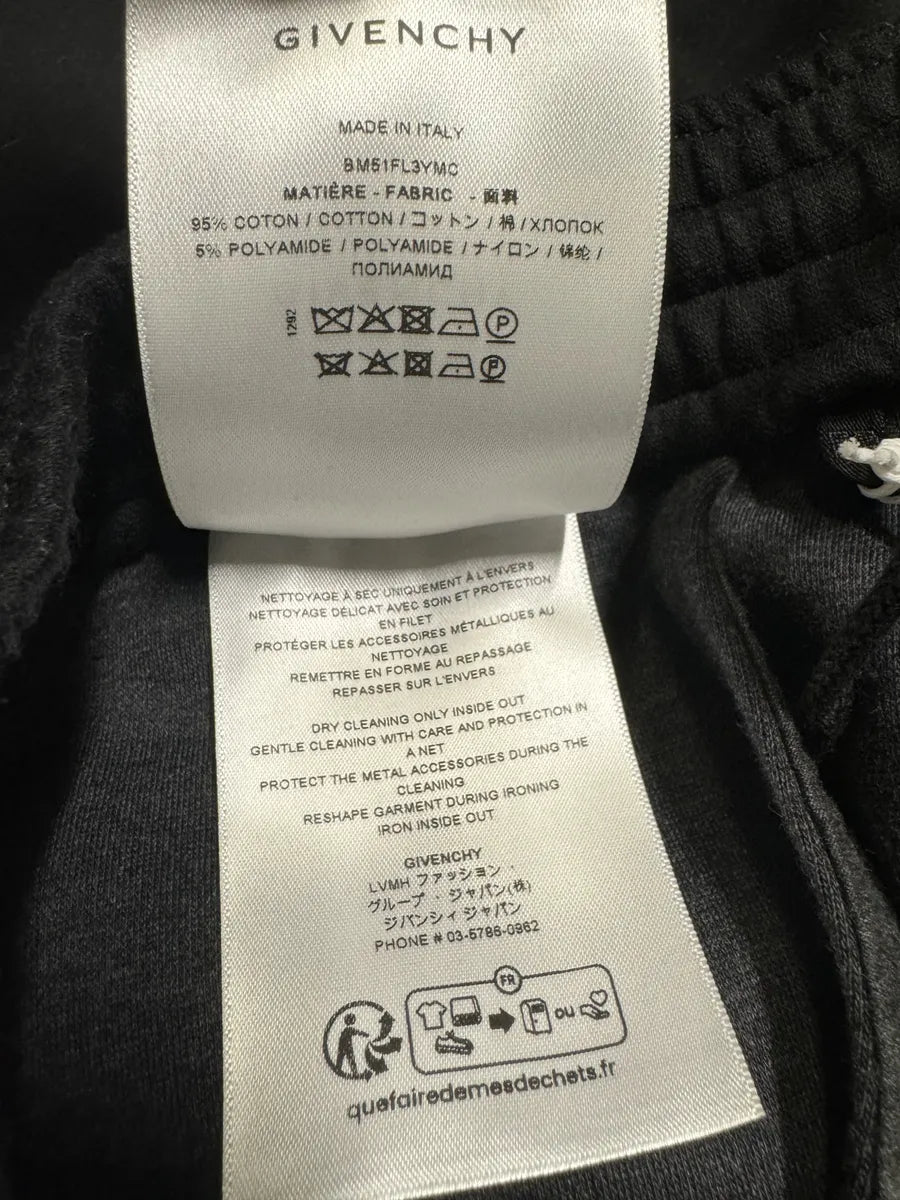 GIVENCHY
MADE IN ITALY
BM51FL3YMC
MATIÈRE - FABRIC - 面料
95% COTON / COTTON / コットン / 棉 / ХЛОПОК
5% POLYAMIDE / POLYAMIDE / ナイロン / 锦纶 /
ПОЛИАМИД
1292
P
P
NETTOYAGE À SEC UNIQUEMENT À L'ENVERS
NETTOYAGE DÉLICAT AVEC SOIN ET PROTECTION
EN FILET
PROTÉGER LES ACCESSOIRES MÉTALLIQUES AU
NETTOYAGE
REMETTRE EN FORME AU REPASSAGE
REPASSER SUR L'ENVERS
DRY CLEANING ONLY INSIDE OUT
GENTLE CLEANING WITH CARE AND PROTECTION IN
A NET
PROTECT THE METAL ACCESSORIES DURING THE
CLEANING
RESHAPE GARMENT DURING IRONING
IRON INSIDE OUT
GIVENCHY
LVMH ファッション・
グループ・ジャパン(株)
ジバンシィ ジャパン
PHONE # 03-5786-0962
FR
OU
quefairedemesdechets.fr